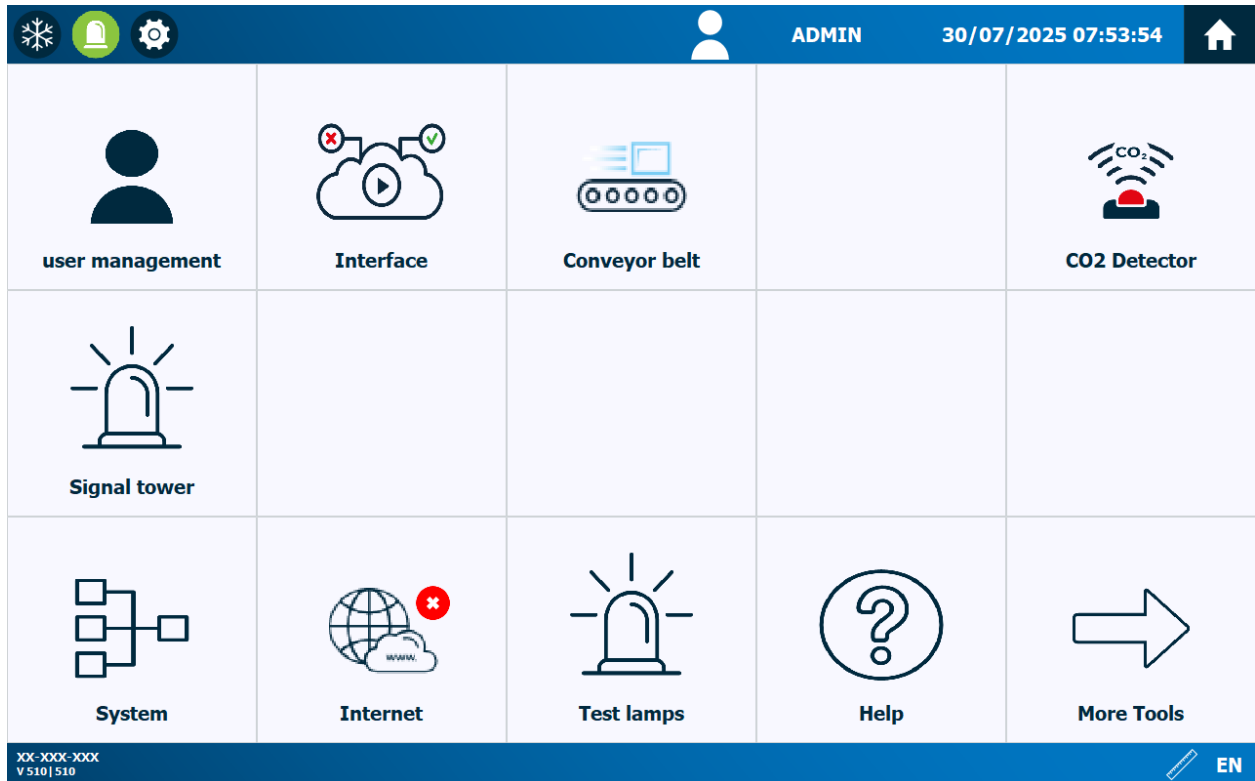 ADMIN 30/07/2025 07:53:54
CO₂
user management Interface Conveyor belt CO2 Detector
Signal tower
www.
System Internet Test lamps Help More Tools
XX-XXX-XXX
V 510 | 510
EN